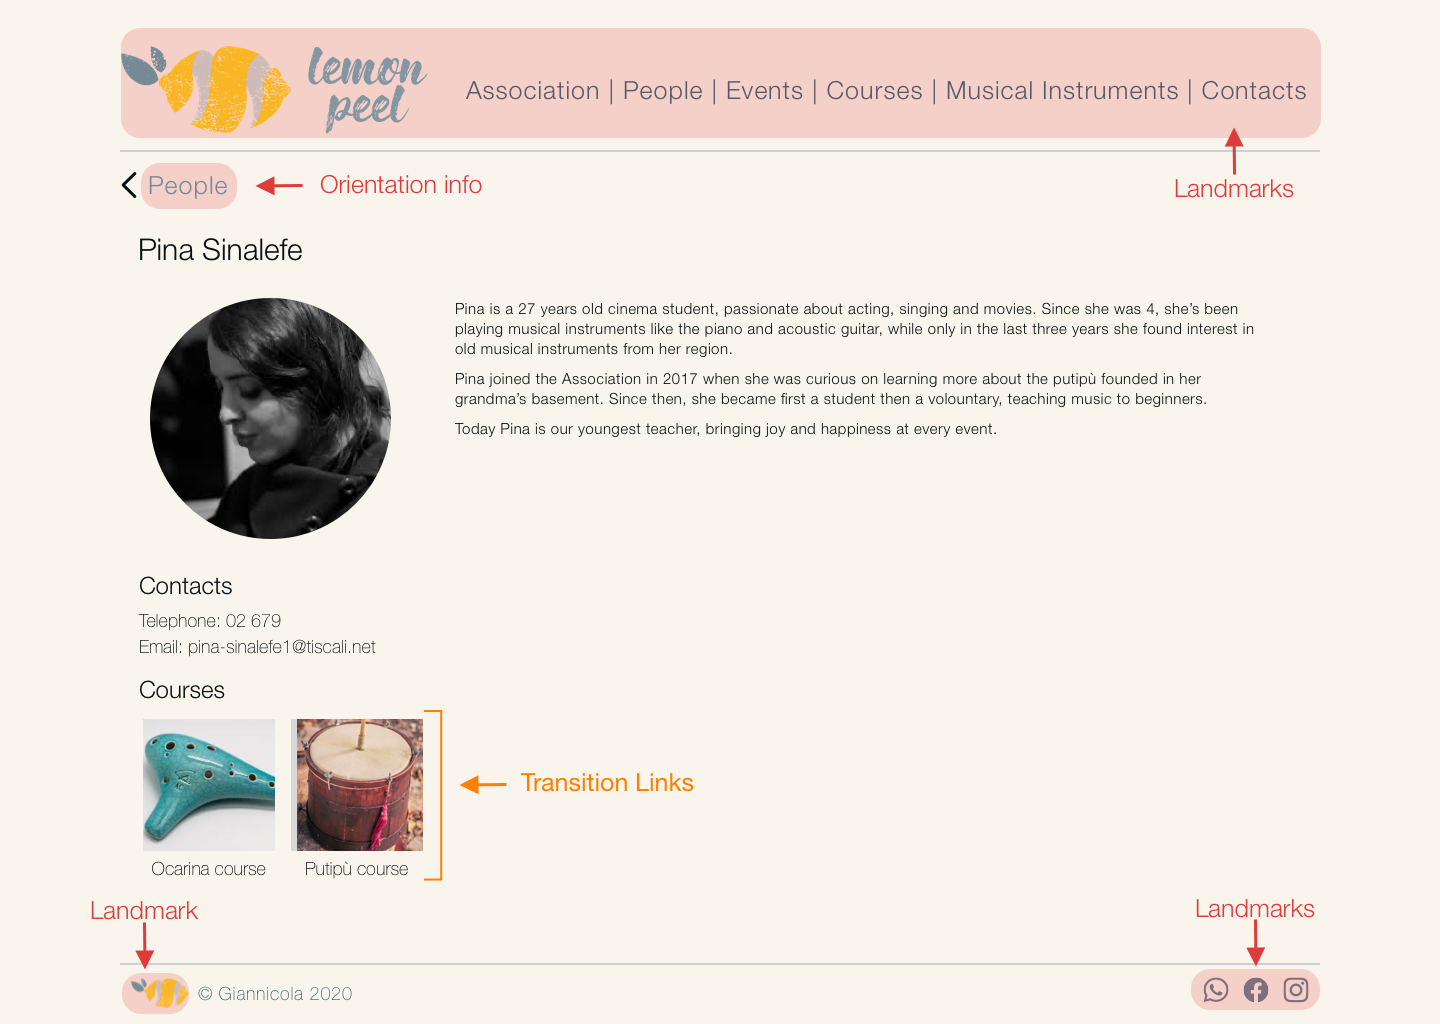 lemon
peel
Association | People | Events | Courses | Musical Instruments | Contacts
People
Orientation info
Landmarks
Pina Sinalefe
Pina is a 27 years old cinema student, passionate about acting, singing and movies. Since she was 4, she’s been
playing musical instruments like the piano and acoustic guitar, while only in the last three years she found interest in
old musical instruments from her region.
Pina joined the Association in 2017 when she was curious on learning more about the putipù founded in her
grandma’s basement. Since then, she became first a student then a volountary, teaching music to beginners.
Today Pina is our youngest teacher, bringing joy and happiness at every event.
Contacts
Telephone: 02 679
Email: pina-sinalefe1@tiscali.net
Courses
Transition Links
Ocarina course
Putipù course
Landmark
Landmarks
© Giannicola 2020